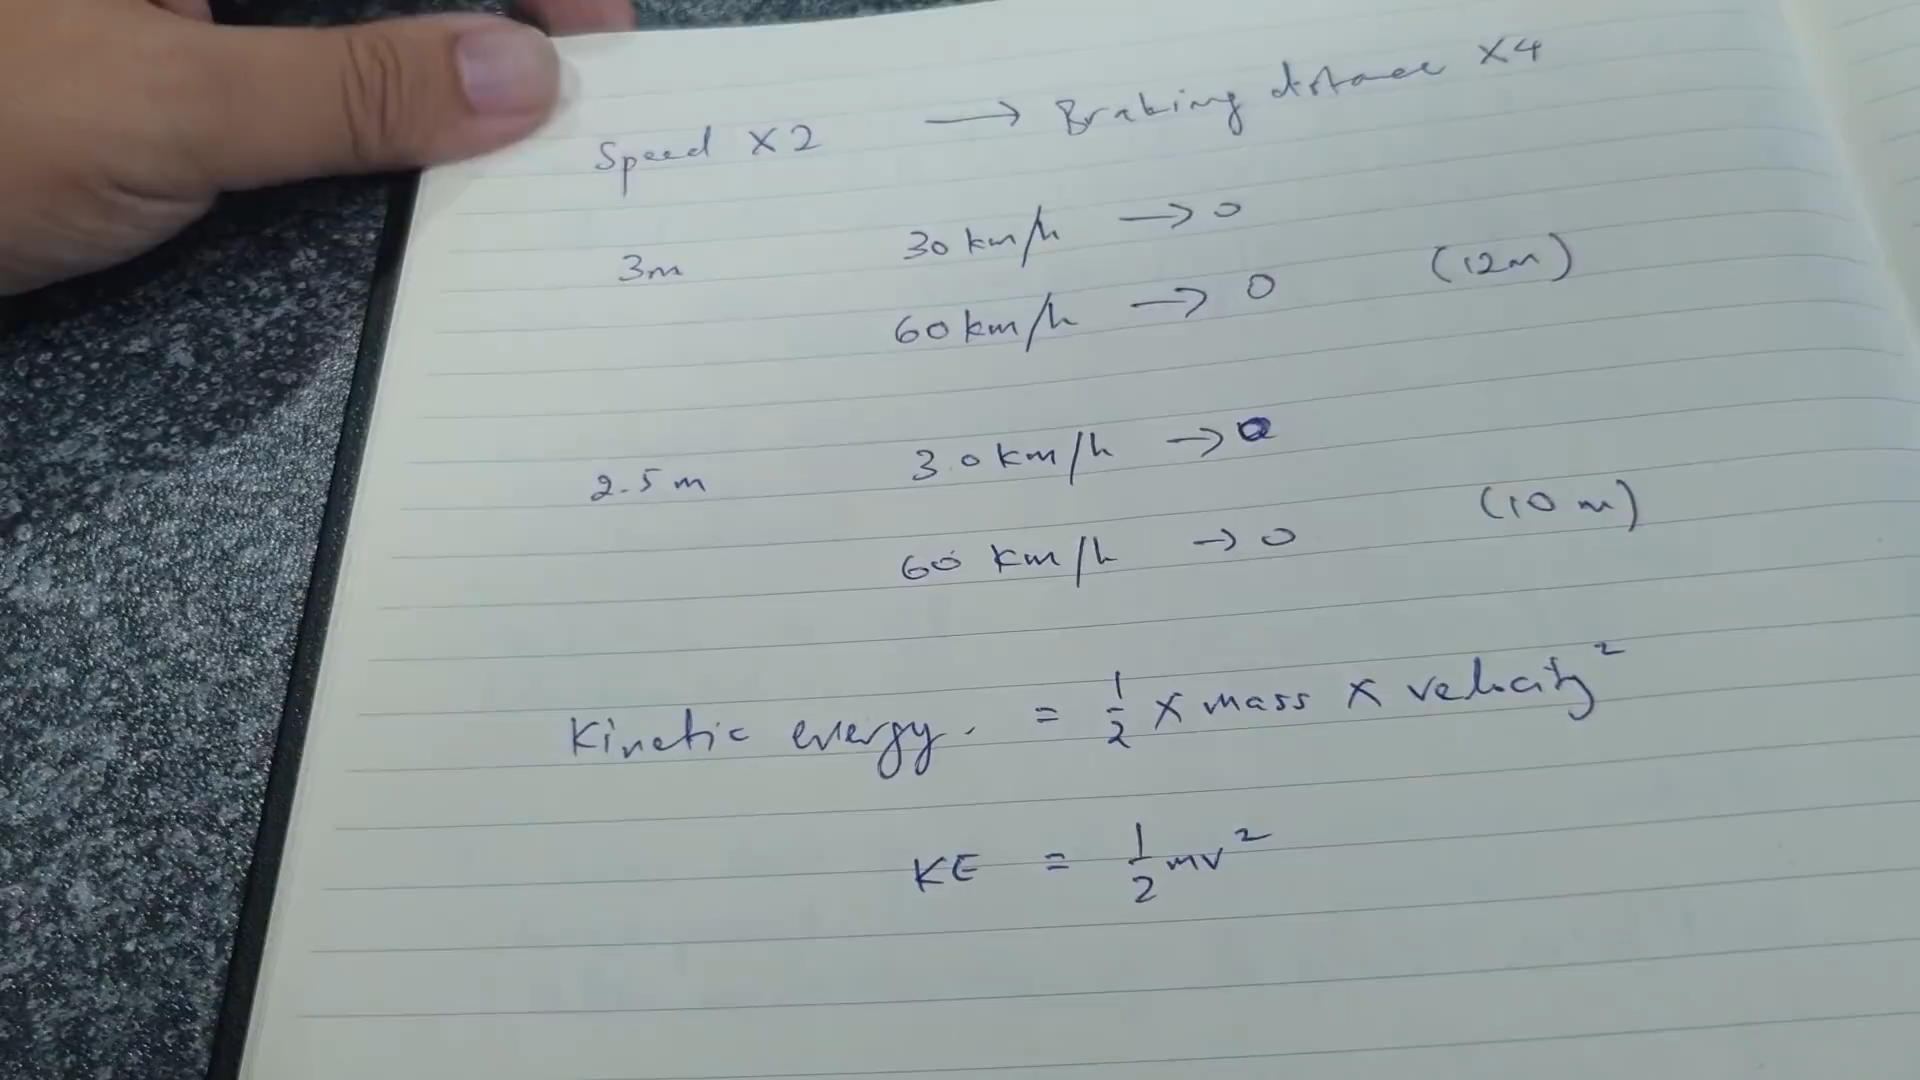 Speed x2 → Braking distance x4
30 km/h → 0
3m
60 km/h → 0 (12m)
30 km/h → 0
2.5 m
60 km/h → 0 (10 m)
Kinetic energy. = 1/2 x mass x velocity²
KE = 1/2 mv²